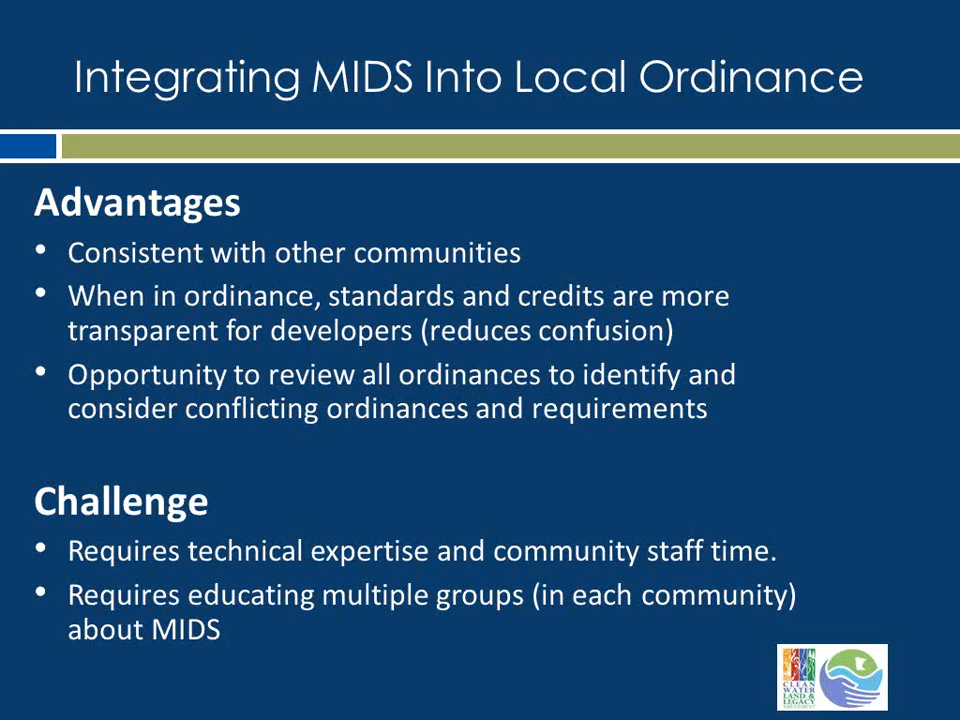 Integrating MIDS Into Local Ordinance
Advantages
• Consistent with other communities
• When in ordinance, standards and credits are more
transparent for developers (reduces confusion)
• Opportunity to review all ordinances to identify and
consider conflicting ordinances and requirements
Challenge
• Requires technical expertise and community staff time.
• Requires educating multiple groups (in each community)
about MIDS
CLEAN
WATER
LAND &
LEGACY